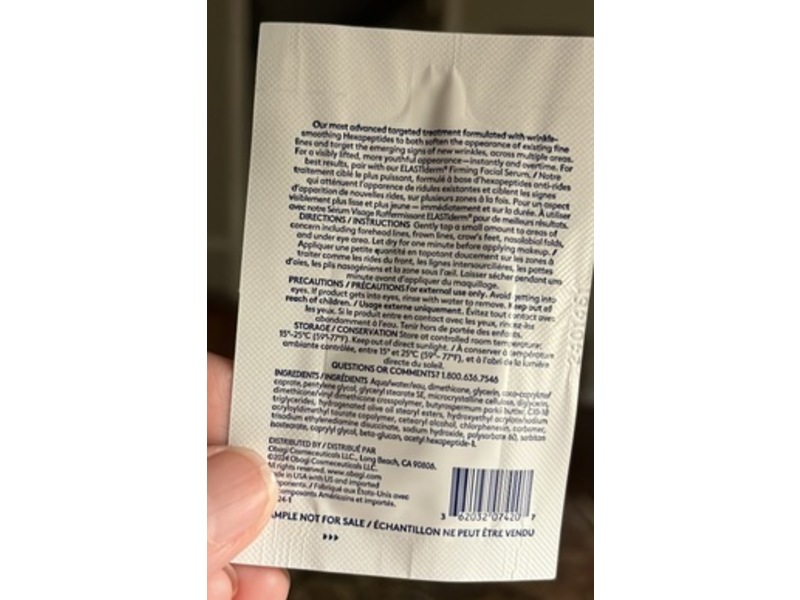 Our most advanced targeted treatment formulated with wrinkle-
smoothing Hexapeptides to both soften the appearance of existing fine
lines and target the emerging signs of new wrinkles, across multiple areas.
For a visibly lifted, more youthful appearance—instantly and overtime. For
best results, pair with our ELASTIderm® Firming Facial Serum. / Notre
traitement ciblé le plus puissant, formulé à base d'hexapeptides anti-rides
qui atténuent l'apparence de ridules existantes et ciblent les signes
d'apparition de nouvelles rides, sur plusieurs zones à la fois. Pour un aspect
visiblement plus lisse et plus jeune — immédiatement et sur la durée. À utiliser
avec notre Sérum Visage Raffermissant ELASTIderm® pour de meilleurs résultats.
DIRECTIONS / INSTRUCTIONS Gently tap a small amount to areas of
concern including forehead lines, frown lines, crow's feet, nasolabial folds,
and under eye area. Let dry for one minute before applying makeup. /
Appliquer une petite quantité en tapotant doucement sur les zones à
traiter comme les rides du front, les lignes intersourcilières, les pattes
d'oies, les plis nasogéniens et la zone sous l'œil. Laisser sécher pendant une
minute avant d'appliquer du maquillage.
PRECAUTIONS / PRÉCAUTIONS For external use only. Avoid getting into
eyes. If product gets into eyes, rinse with water to remove. Keep out of
reach of children. / Usage externe uniquement. Évitez tout contact avec
les yeux. Si le produit entre en contact avec les yeux, rincez-les
abondamment à l'eau. Tenir hors de portée des enfants.
STORAGE / CONSERVATION Store at controlled room temperature:
15°-25°C (59°-77°F). Keep out of direct sunlight. / À conserver à température
ambiante contrôlée, entre 15° et 25°C (59°- 77°F), et à l'abri de la lumière
directe du soleil.
QUESTIONS OR COMMENTS? 1.800.636.7546
INGREDIENTS / INGRÉDIENTS Aqua/water/eau, dimethicone, glycerin, coco-caprylate/
caprate, pentylene glycol, glyceryl stearate SE, microcrystalline cellulose, diglycerin,
dimethicone/vinyl dimethicone crosspolymer, butyrospermum parkii butter, C10-18
triglycerides, hydrogenated olive oil stearyl esters, hydroxyethyl acrylate/sodium
acryloyldimethyl taurate copolymer, cetearyl alcohol, chlorphenesin, carbomer,
trisodium ethylenediamine disuccinate, sodium hydroxide, polysorbate 60, sorbitan
isostearate, caprylyl glycol, beta-glucan, acetyl hexapeptide-1.
DISTRIBUTED BY / DISTRIBUÉ PAR
Obagi Cosmeceuticals LLC., Long Beach, CA 90806.
©2024 Obagi Cosmeceuticals LLC.
All rights reserved. www.obagi.com
Made in USA with US and imported
components. / Fabriqué aux États-Unis avec
composants Américains et importés.
3 62032 07420 7
AMPLE NOT FOR SALE / ÉCHANTILLON NE PEUT ÊTRE VENDU